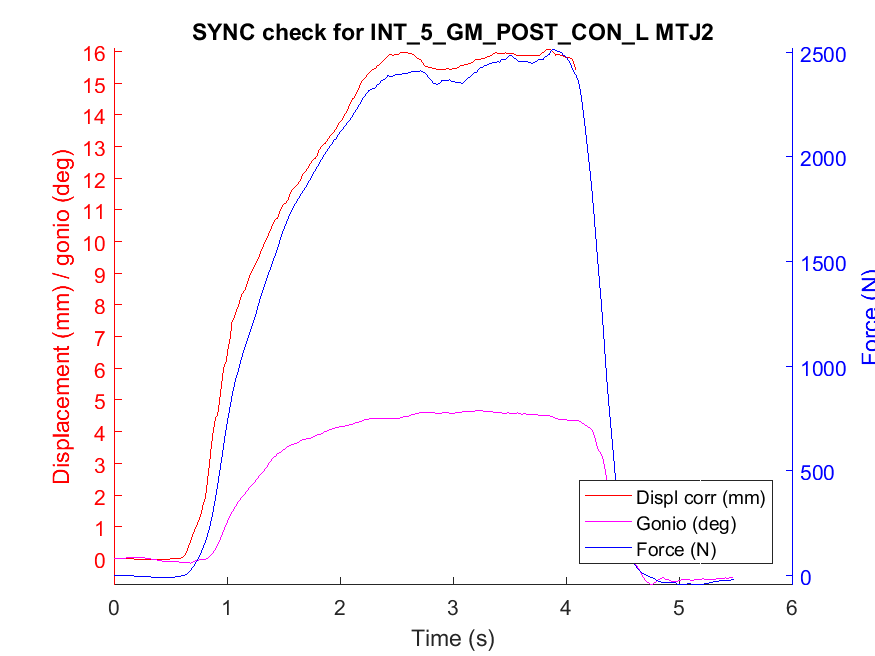 SYNC check for INT_5_GM_POST_CON_L MTJ2
Displacement (mm) / gonio (deg)
16
15
14
13
12
11
10
9
8
7
6
5
4
3
2
1
0
2500
2000
1500
1000
500
0
Force (N)
Displ corr (mm)
Gonio (deg)
Force (N)
0 1 2 3 4 5 6
Time (s)